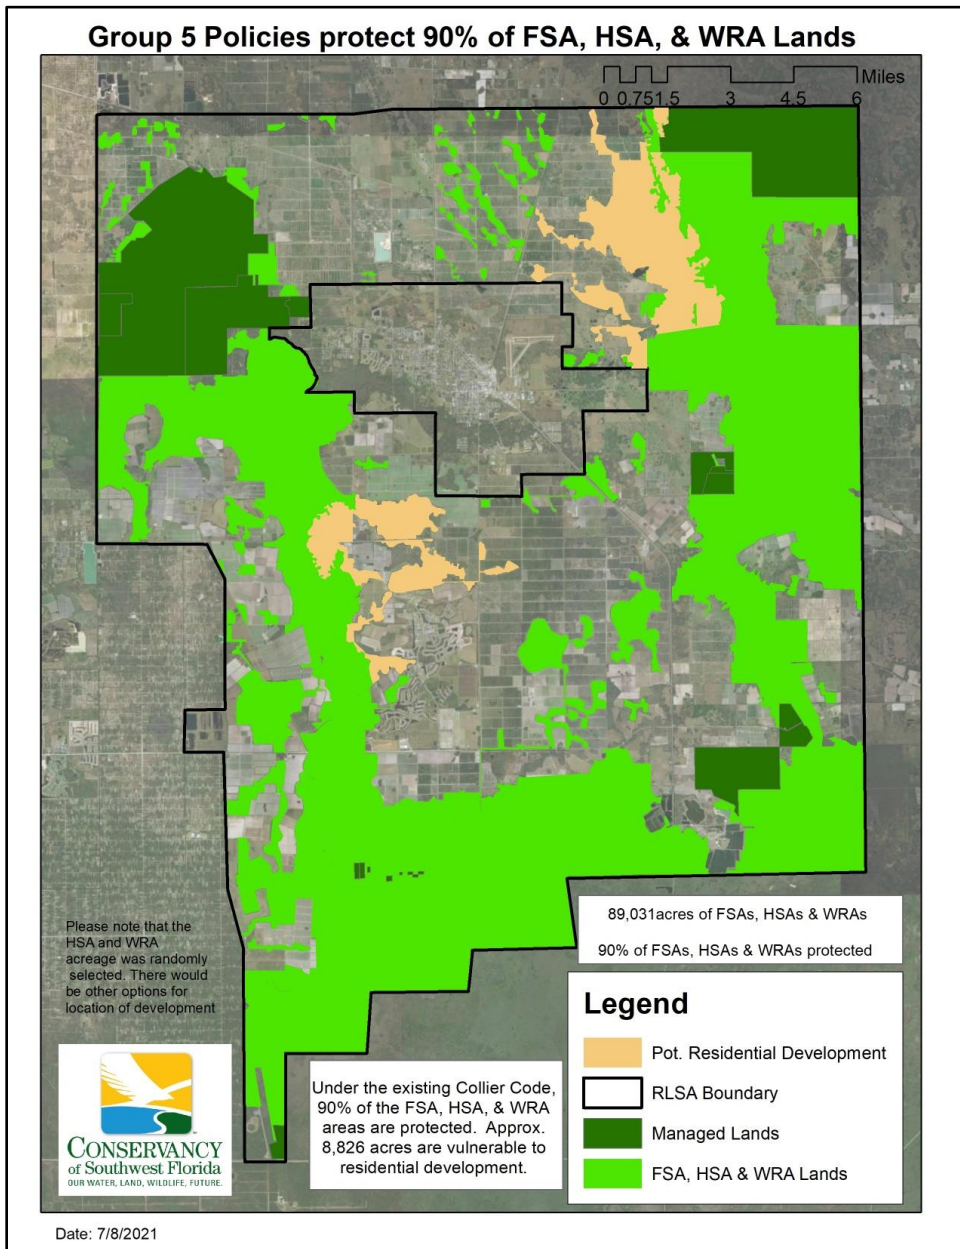 Group 5 Policies protect 90% of FSA, HSA, & WRA Lands
Miles
0 0.75 1.5 3 4.5 6
Please note that the
HSA and WRA
acreage was randomly
selected. There would
be other options for
location of development
89,031acres of FSAs, HSAs & WRAs
90% of FSAs, HSAs & WRAs protected
Legend
Pot. Residential Development
RLSA Boundary
Managed Lands
FSA, HSA & WRA Lands
CONSERVANCY
of Southwest Florida
OUR WATER, LAND, WILDLIFE, FUTURE.
Under the existing Collier Code,
90% of the FSA, HSA, & WRA
areas are protected. Approx.
8,826 acres are vulnerable to
residential development.
Date: 7/8/2021